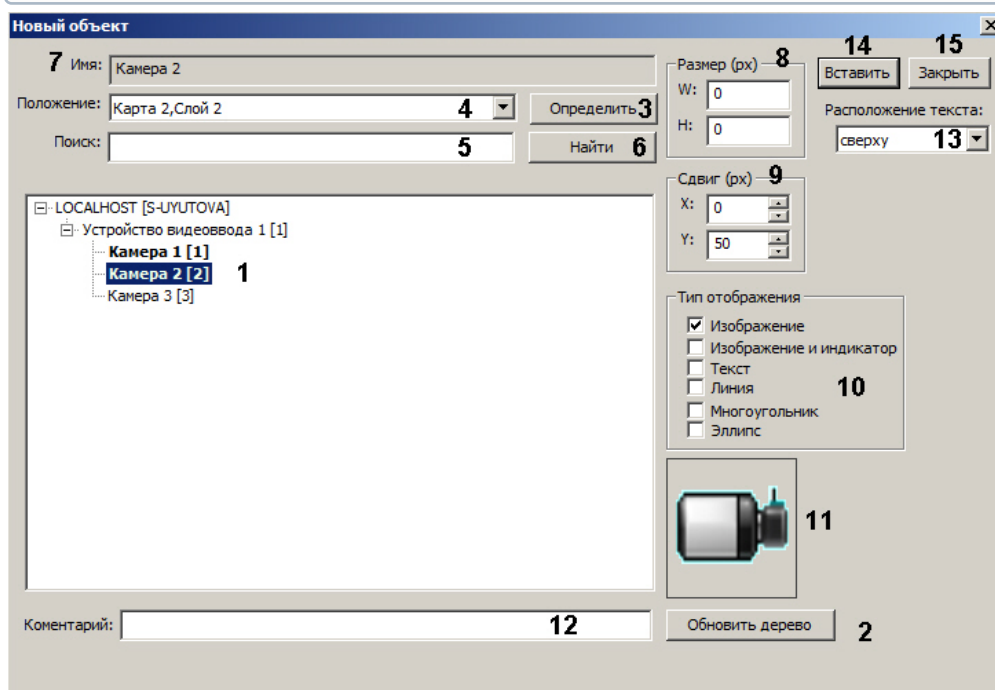 Новый объект
7 Имя: Камера 2
Положение: Карта 2,Слой 2 4 Определить 3
Поиск: 5 Найти 6
Размер (px) 8
W: 0
H: 0
14 15
Вставить Закрыть
Расположение текста:
сверху 13
Сдвиг (px) 9
X: 0
Y: 50
LOCALHOST [S-UYUTOVA]
Устройство видеоввода 1 [1]
Камера 1 [1]
Камера 2 [2] 1
Камера 3 [3]
Тип отображения
Изображение
Изображение и индикатор
Текст
Линия 10
Многоугольник
Эллипс
11
Коментарий: 12
Обновить дерево 2